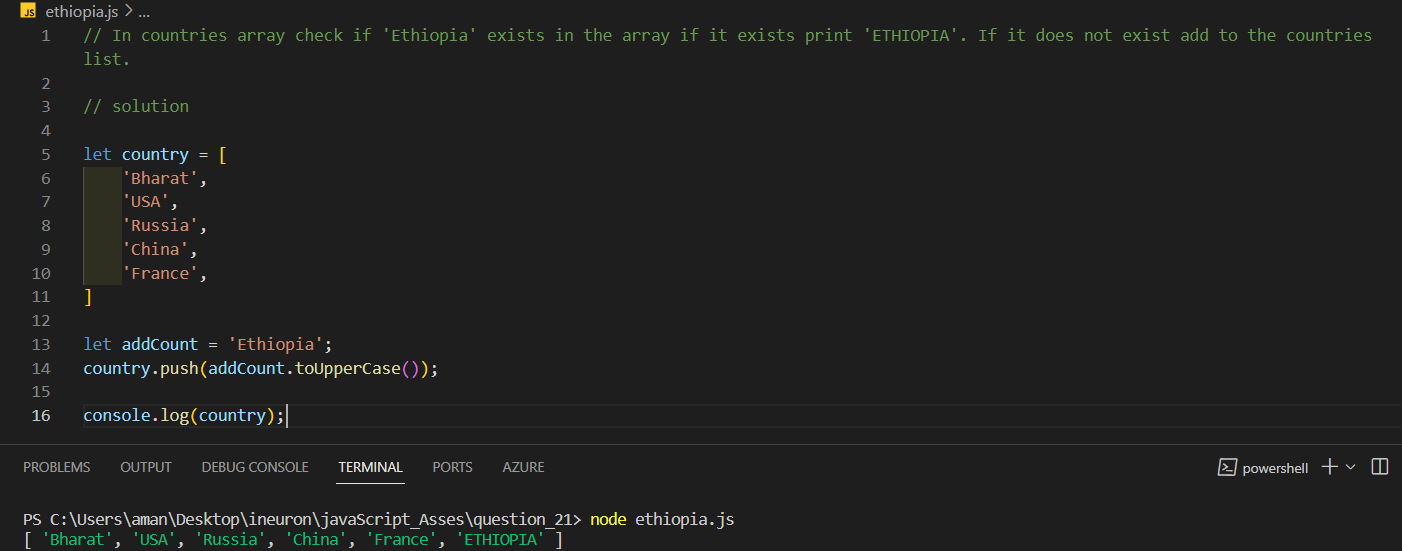 JS ethiopia.js > ...
1 // In countries array check if 'Ethiopia' exists in the array if it exists print 'ETHIOPIA'. If it does not exist add to the countries
list.
2
3 // solution
4
5 let country = [
6 'Bharat',
7 'USA',
8 'Russia',
9 'China',
10 'France',
11 ]
12
13 let addCount = 'Ethiopia';
14 country.push(addCount.toUpperCase());
15
16 console.log(country);
PROBLEMS OUTPUT DEBUG CONSOLE TERMINAL PORTS AZURE powershell
PS C:\Users\aman\Desktop\ineuron\javaScript_Asses\question_21> node ethiopia.js
[ 'Bharat', 'USA', 'Russia', 'China', 'France', 'ETHIOPIA' ]